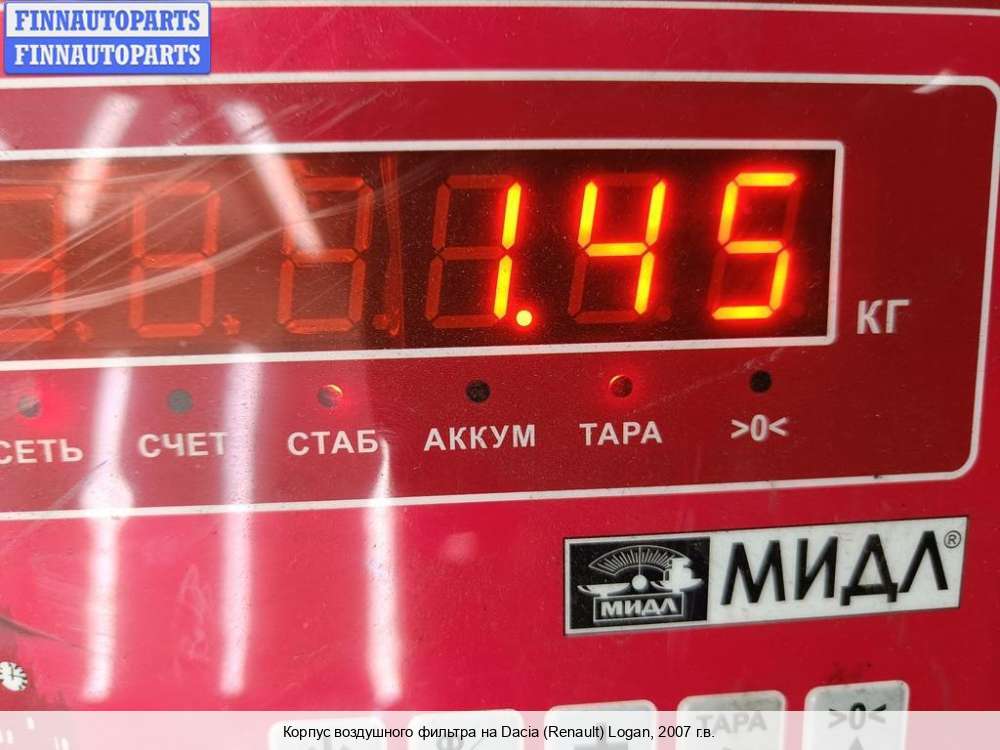 FINNAUTOPARTS
FINNAUTOPARTS
1.45
КГ
СЕТЬ СЧЕТ СТАБ АККУМ ТАРА >0<
МИДЛ МИДЛ®
ТАРА >0<
Корпус воздушного фильтра на Dacia (Renault) Logan, 2007 г.в.